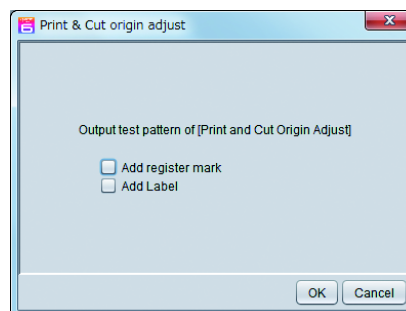 Print & Cut origin adjust
Output test pattern of [Print and Cut Origin Adjust]
Add register mark
Add Label
OK Cancel